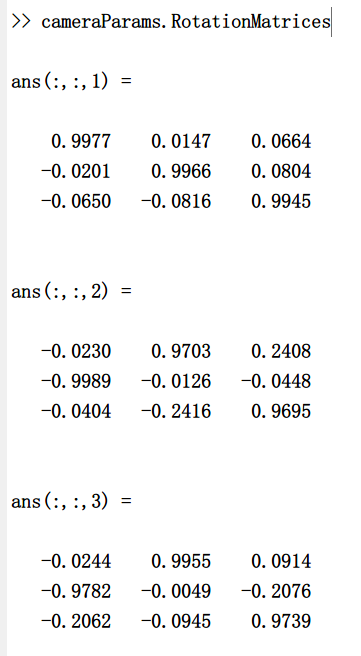 >> cameraParams.RotationMatrices
ans(:,:,1) =
0.9977 0.0147 0.0664
-0.0201 0.9966 0.0804
-0.0650 -0.0816 0.9945
ans(:,:,2) =
-0.0230 0.9703 0.2408
-0.9989 -0.0126 -0.0448
-0.0404 -0.2416 0.9695
ans(:,:,3) =
-0.0244 0.9955 0.0914
-0.9782 -0.0049 -0.2076
-0.2062 -0.0945 0.9739